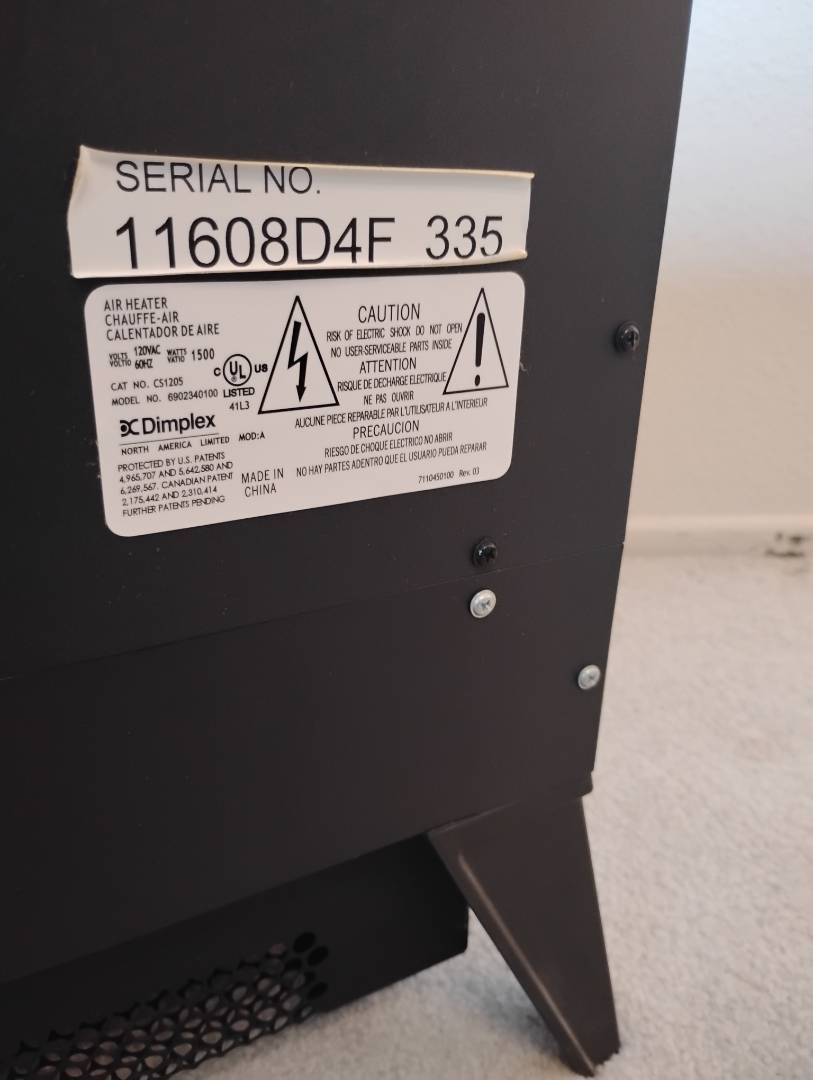 SERIAL NO.
11608D4F 335
AIR HEATER
CHAUFFE-AIR
CALENTADOR DE AIRE
VOLTS 120VAC WATTS 1500
VOLTIO 60HZ VATIO
CAT NO. CS1205
MODEL NO. 6902340100
C UL US
LISTED
41L3
Dimplex
NORTH AMERICA LIMITED MOD:A
PROTECTED BY U.S. PATENTS
4,965,707 AND 5,642,580 AND
6,269,567. CANADIAN PATENT
2,175,442 AND 2,310,414
FURTHER PATENTS PENDING
MADE IN
CHINA
CAUTION
RISK OF ELECTRIC SHOCK DO NOT OPEN
NO USER-SERVICEABLE PARTS INSIDE
ATTENTION
RISQUE DE DECHARGE ELECTRIQUE
NE PAS OUVRIR
AUCUNE PIECE REPARABLE PAR L'UTILISATEUR A L'INTERIEUR
PRECAUCION
RIESGO DE CHOQUE ELECTRICO NO ABRIR
NO HAY PARTES ADENTRO QUE EL USUARIO PUEDA REPARAR
7110450100 Rev. 03